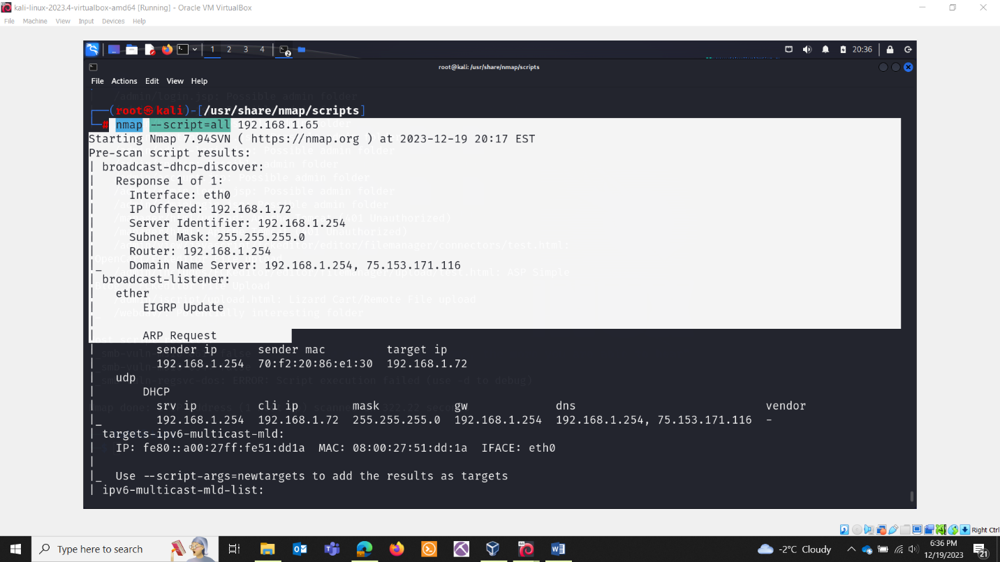 kali-linux-2023.4-virtualbox-amd64 [Running] - Oracle VM VirtualBox
File Machine View Input Devices Help
1 2 3 4 2 20:36
root@kali: /usr/share/nmap/scripts
File Actions Edit View Help
/admin/login.jsp: Possible admin folder
┌──(root㉿kali)-[/usr/share/nmap/scripts]
└─# nmap --script=all 192.168.1.65
Starting Nmap 7.94SVN ( https://nmap.org ) at 2023-12-19 20:17 EST
Pre-scan script results:
| broadcast-dhcp-discover:
|   Response 1 of 1:
|     Interface: eth0
|     IP Offered: 192.168.1.72
|     Server Identifier: 192.168.1.254
|     Subnet Mask: 255.255.255.0
|     Router: 192.168.1.254
|_    Domain Name Server: 192.168.1.254, 75.153.171.116
| broadcast-listener:
|   ether
|       EIGRP Update
|
|       ARP Request
|         sender ip     sender mac         target ip
|         192.168.1.254  70:f2:20:86:e1:30  192.168.1.72
|   udp
|       DHCP
|         srv ip         cli ip        mask           gw             dns                            vendor
|_        192.168.1.254  192.168.1.72  255.255.255.0  192.168.1.254  192.168.1.254, 75.153.171.116  -
| targets-ipv6-multicast-mld:
|   IP: fe80::a00:27ff:fe51:dd1a  MAC: 08:00:27:51:dd:1a  IFACE: eth0
|
|_  Use --script-args=newtargets to add the results as targets
| ipv6-multicast-mld-list:
Right Ctrl
Type here to search
-2°C Cloudy
6:36 PM
12/19/2023
21